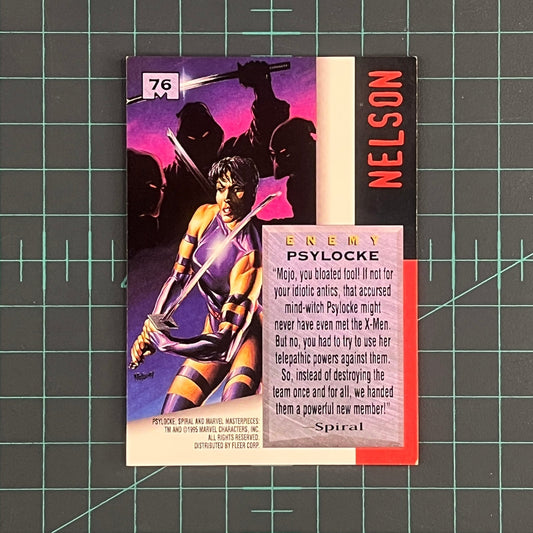 76
NELSON
ENEMY
PSYLOCKE
"Mojo, you bloated fool! If not for
your idiotic antics, that accursed
mind-witch Psylocke might
never have even met the X-Men.
But no, you had to try to use her
telepathic powers against them.
So, instead of destroying the
team once and for all, we handed
them a powerful new member!"
Spiral
PSYLOCKE, SPIRAL AND MARVEL MASTERPIECES:
TM AND ©1995 MARVEL CHARACTERS, INC.
ALL RIGHTS RESERVED.
DISTRIBUTED BY FLEER CORP.